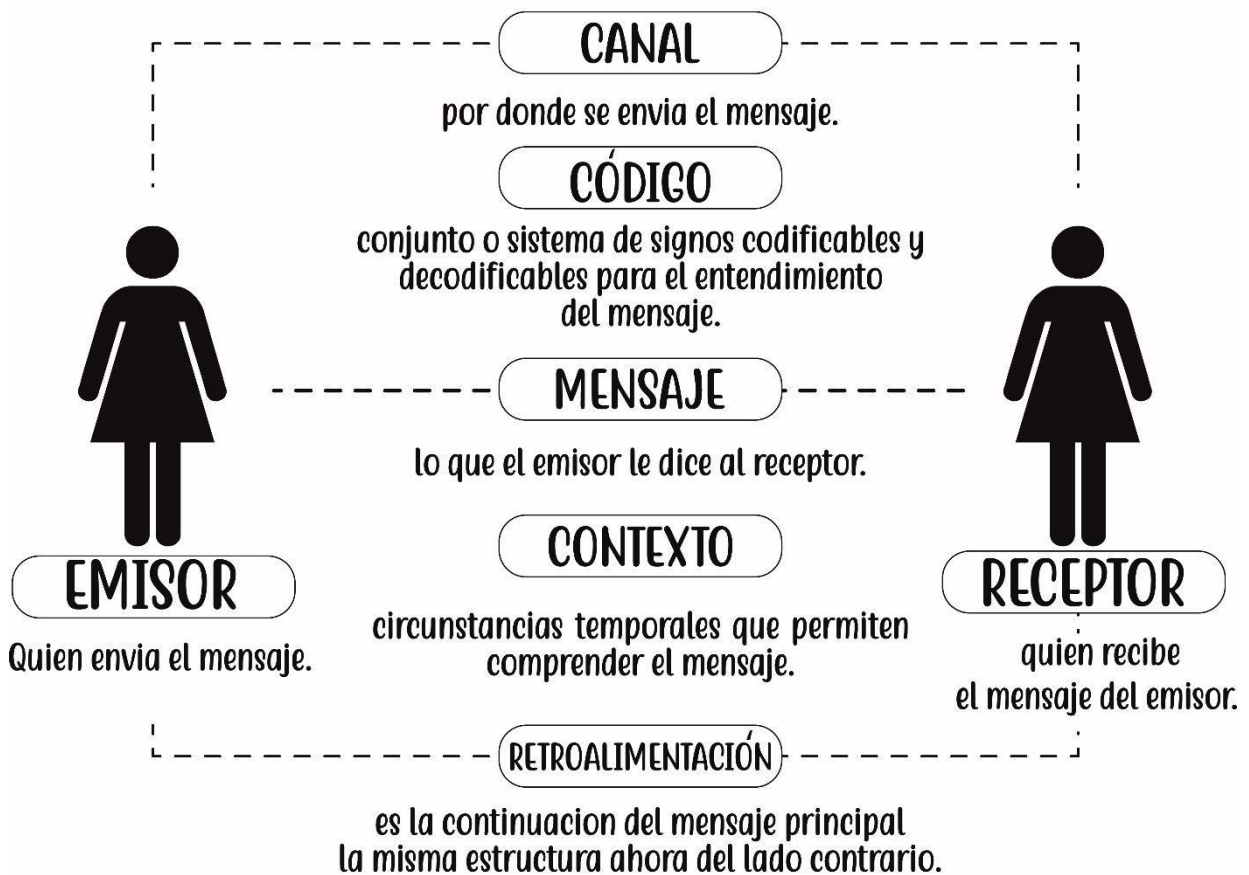 CANAL
por donde se envia el mensaje.
CÓDIGO
conjunto o sistema de signos codificables y
decodificables para el entendimiento
del mensaje.
MENSAJE
lo que el emisor le dice al receptor.
CONTEXTO
circunstancias temporales que permiten
comprender el mensaje.
EMISOR
Quien envia el mensaje.
RECEPTOR
quien recibe
el mensaje del emisor.
RETROALIMENTACIÓN
es la continuacion del mensaje principal
la misma estructura ahora del lado contrario.